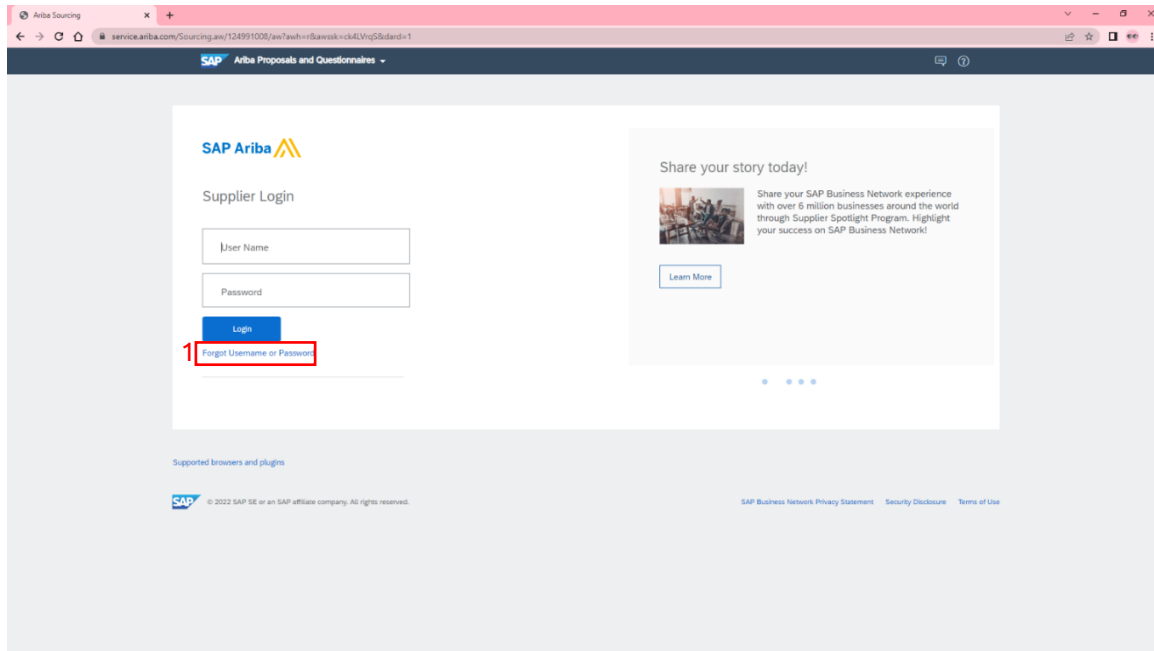 Ariba Sourcing
service.ariba.com/Sourcing.aw/124991008/aw?awh=r&awssk=ck4LVrqS&dard=1
SAP Ariba Proposals and Questionnaires
SAP Ariba
Supplier Login
User Name
Password
Login
1
Forgot Username or Password
Share your story today!
Share your SAP Business Network experience
with over 6 million businesses around the world
through Supplier Spotlight Program. Highlight
your success on SAP Business Network!
Learn More
Supported browsers and plugins
SAP © 2022 SAP SE or an SAP affiliate company. All rights reserved.
SAP Business Network Privacy Statement Security Disclosure Terms of Use